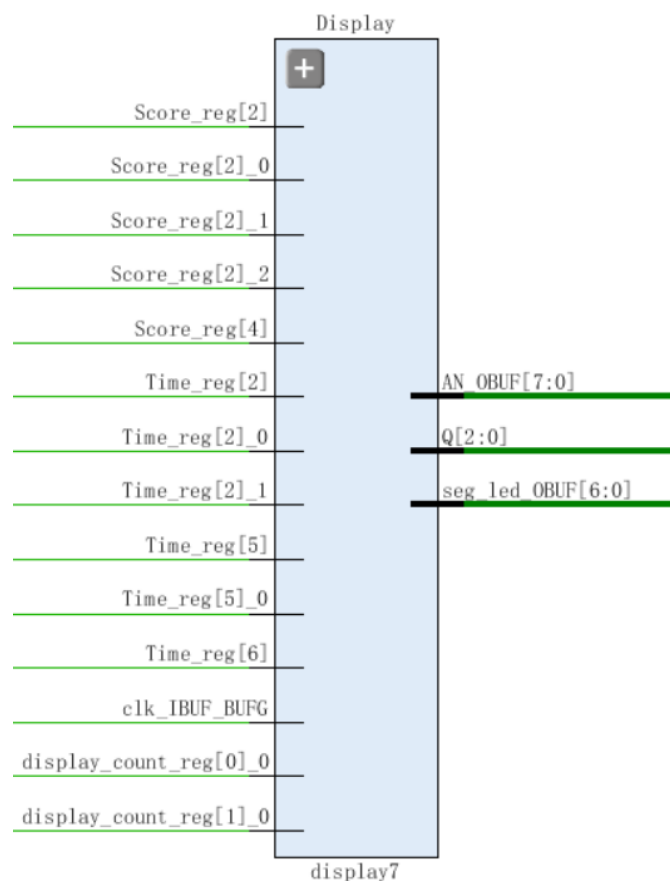 Display
+
Score_reg[2]
Score_reg[2]_0
Score_reg[2]_1
Score_reg[2]_2
Score_reg[4]
Time_reg[2]
Time_reg[2]_0
Time_reg[2]_1
Time_reg[5]
Time_reg[5]_0
Time_reg[6]
clk_IBUF_BUFG
display_count_reg[0]_0
display_count_reg[1]_0
AN_OBUF[7:0]
Q[2:0]
seg_led_OBUF[6:0]
display7